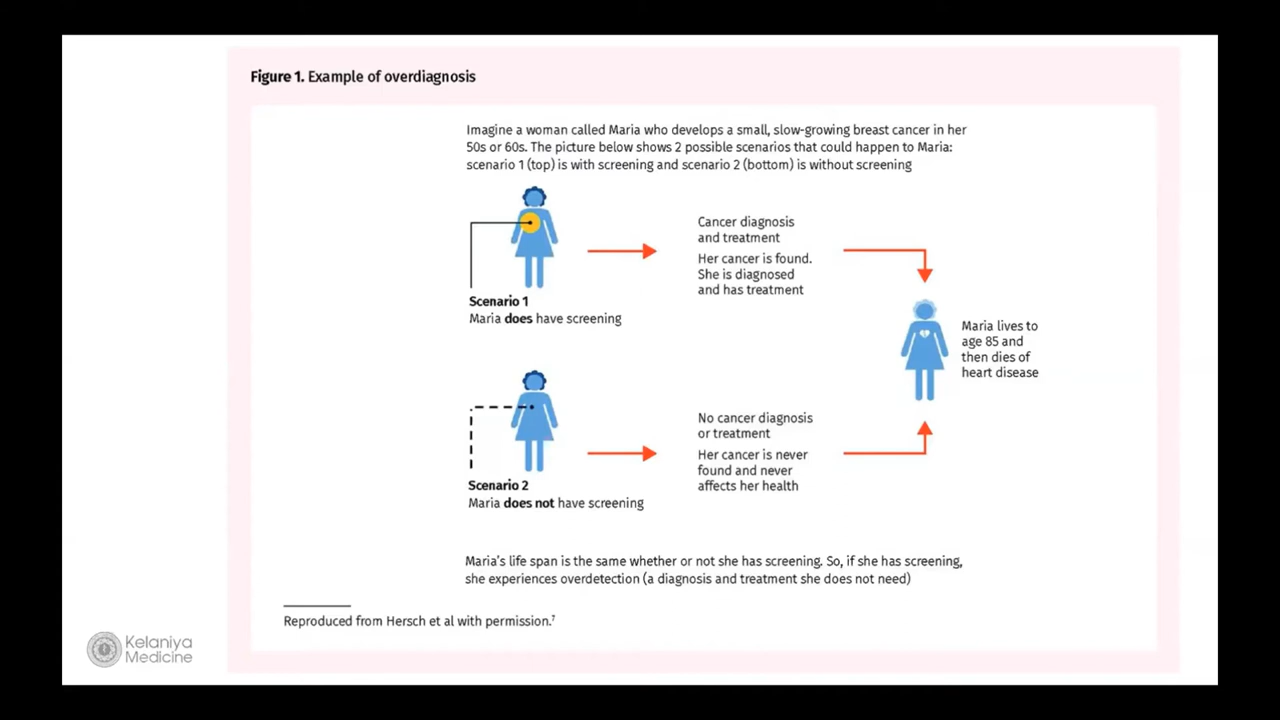 Figure 1. Example of overdiagnosis
Imagine a woman called Maria who develops a small, slow-growing breast cancer in her
50s or 60s. The picture below shows 2 possible scenarios that could happen to Maria:
scenario 1 (top) is with screening and scenario 2 (bottom) is without screening
Scenario 1
Maria does have screening
Cancer diagnosis
and treatment
Her cancer is found.
She is diagnosed
and has treatment
Maria lives to
age 85 and
then dies of
heart disease
Scenario 2
Maria does not have screening
No cancer diagnosis
or treatment
Her cancer is never
found and never
affects her health
Maria’s life span is the same whether or not she has screening. So, if she has screening,
she experiences overdetection (a diagnosis and treatment she does not need)
Reproduced from Hersch et al with permission.⁷
Kelaniya
Medicine